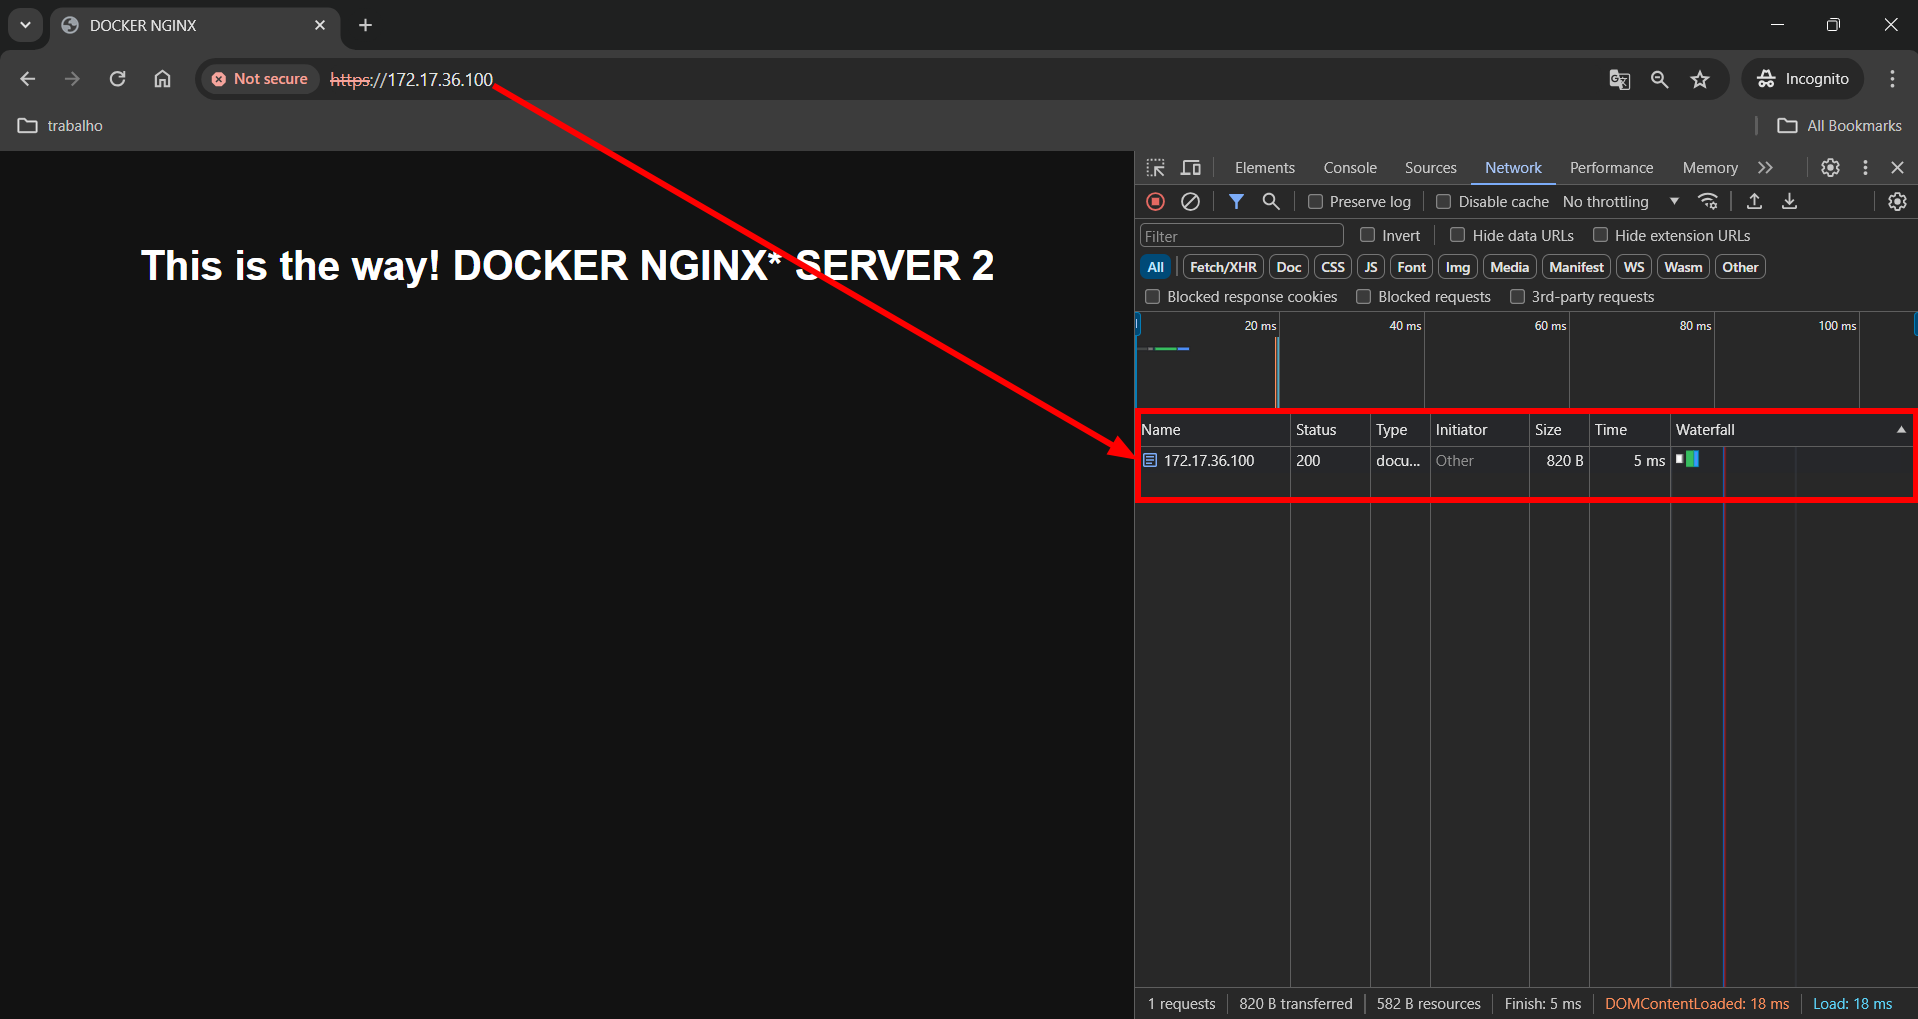 DOCKER NGINX
Not secure https://172.17.36.100 Incognito
trabalho All Bookmarks
This is the way! DOCKER NGINX* SERVER 2
Elements Console Sources Network Performance Memory
Preserve log Disable cache No throttling
Filter Invert Hide data URLs Hide extension URLs
All Fetch/XHR Doc CSS JS Font Img Media Manifest WS Wasm Other
Blocked response cookies Blocked requests 3rd-party requests
20 ms 40 ms 60 ms 80 ms 100 ms
Name Status Type Initiator Size Time Waterfall
172.17.36.100 200 docu... Other 820 B 5 ms
1 requests 820 B transferred 582 B resources Finish: 5 ms DOMContentLoaded: 18 ms Load: 18 ms